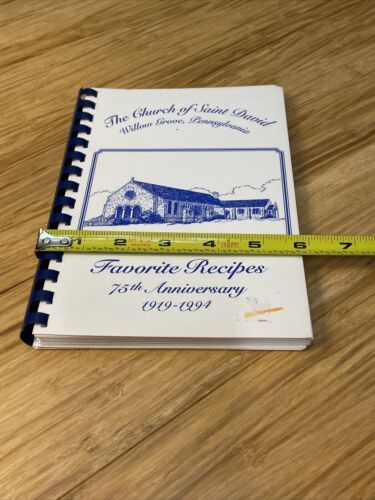 The Church of Saint David
Willow Grove, Pennsylvania
1 2 3 4 5 6 7
Favorite Recipes
75th Anniversary
1919-1994